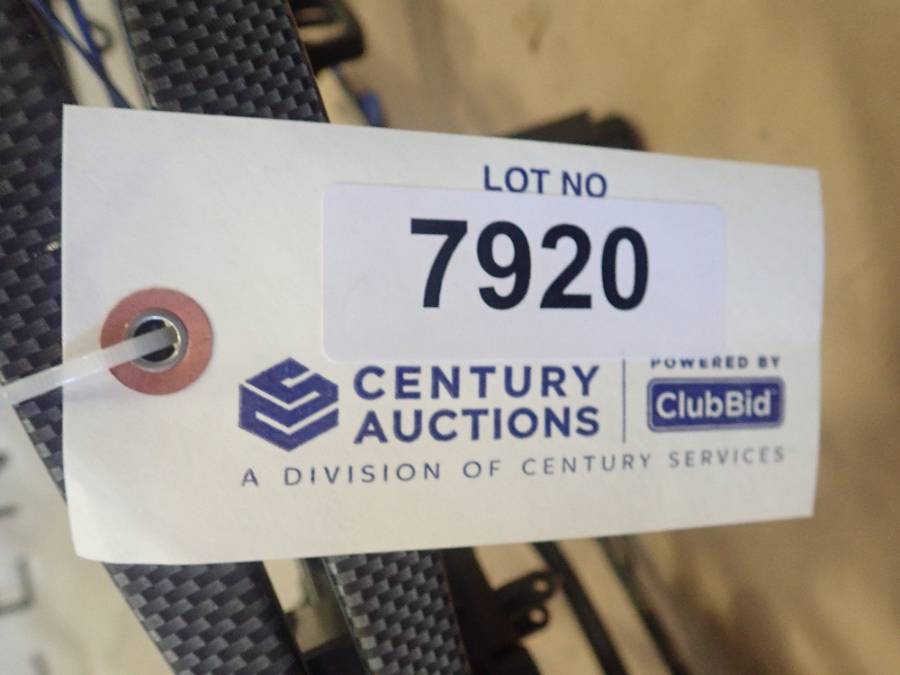 LOT NO
7920
CENTURY
AUCTIONS
POWERED BY
ClubBid
A DIVISION OF CENTURY SERVICES